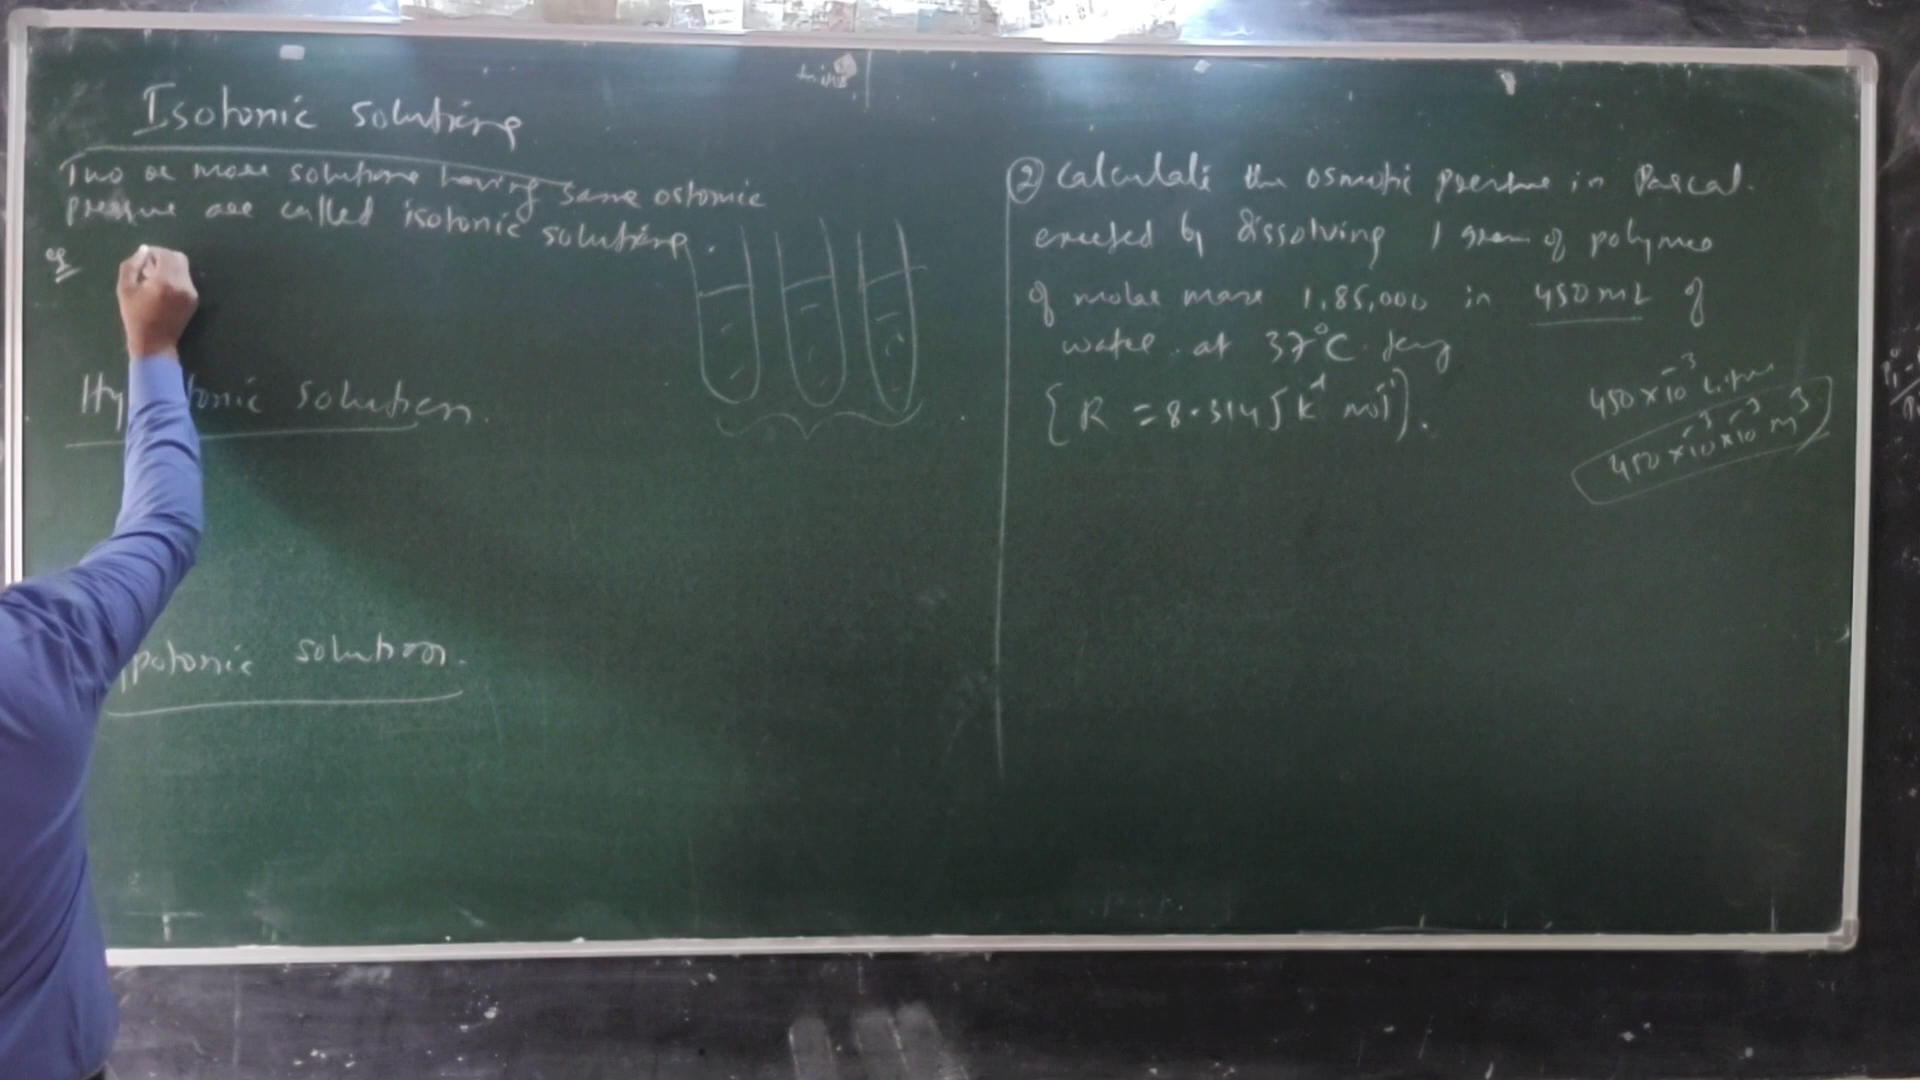 Isotonic solutions
Two or more solutions having same ostomic
pressure are called isotonic solutions.
eg
Hy tonic solution.
potonic solution.
② Calculate the osmotic pressure in Pascal.
exerted by dissolving 1 gram of polymer
of molar mass 1,85,000 in 450 mL of
water at 37°C
{R = 8.314 J K⁻¹ mol⁻¹}.
450 × 10⁻³ litre
450 × 10⁻³ × 10⁻³ m³